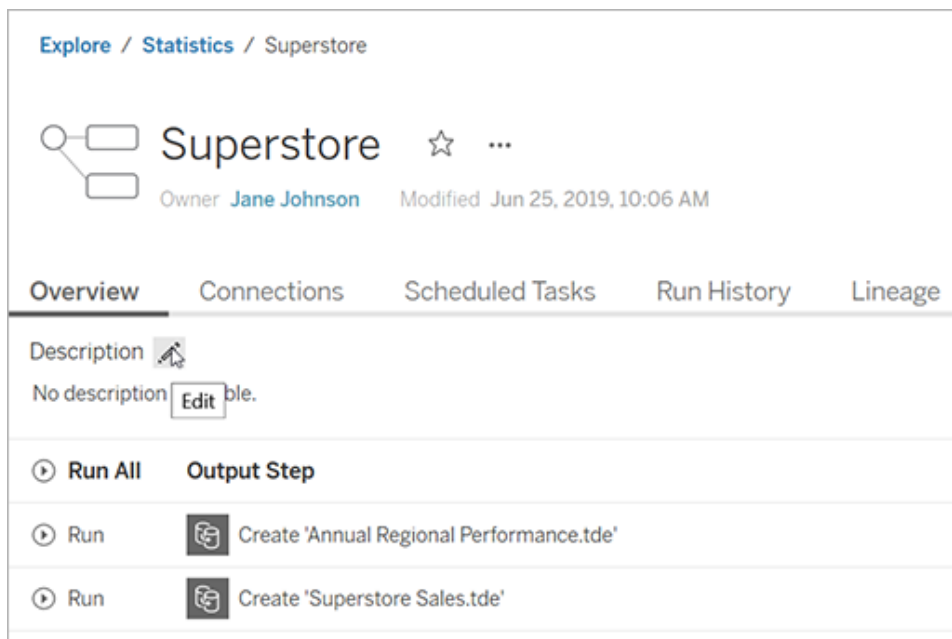 Explore / Statistics / Superstore
Superstore
Owner Jane Johnson Modified Jun 25, 2019, 10:06 AM
Overview Connections Scheduled Tasks Run History Lineage
Description
No description ble.
Edit
Run All Output Step
Run Create 'Annual Regional Performance.tde'
Run Create 'Superstore Sales.tde'